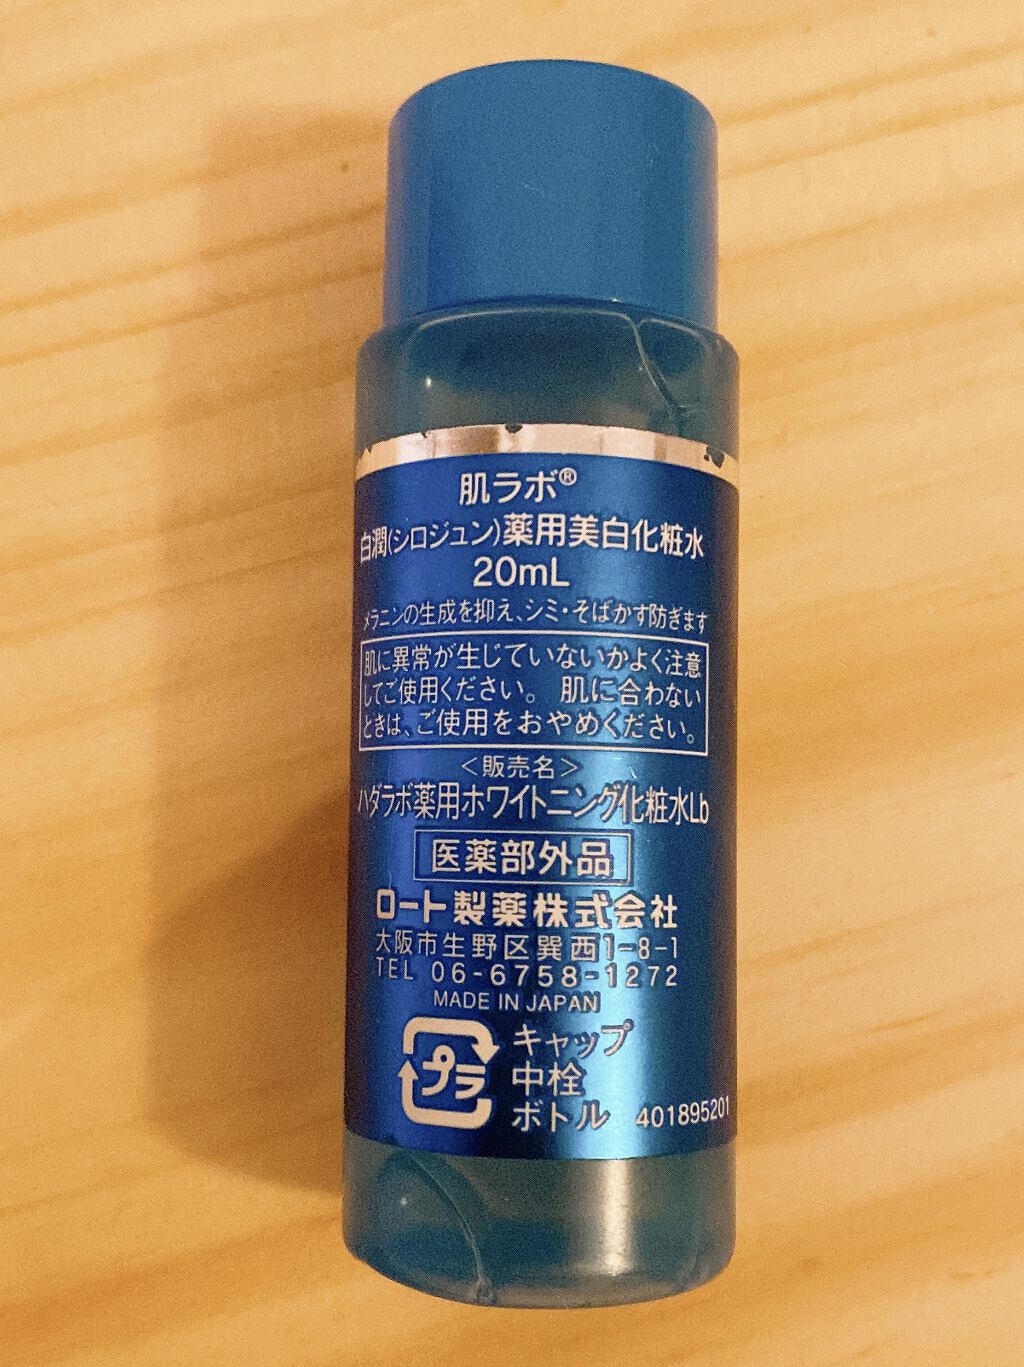 肌ラボ®
白潤(シロジュン)薬用美白化粧水
20mL
メラニンの生成を抑え、シミ・そばかす防ぎます
肌に異常が生じていないかよく注意
してご使用ください。 肌に合わない
ときは、ご使用をおやめください。
<販売名>
ハダラボ薬用ホワイトニング化粧水Lb
医薬部外品
ロート製薬株式会社
大阪市生野区巽西1-8-1
TEL 06-6758-1272
MADE IN JAPAN
プラ
キャップ
中栓
ボトル 401895201